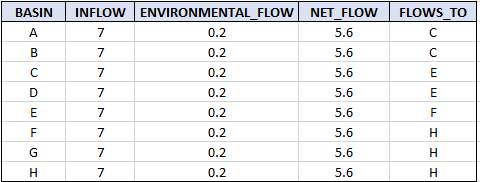 BASIN INFLOW ENVIRONMENTAL_FLOW NET_FLOW FLOWS_TO
A 7 0.2 5.6 C
B 7 0.2 5.6 C
C 7 0.2 5.6 E
D 7 0.2 5.6 E
E 7 0.2 5.6 F
F 7 0.2 5.6 H
G 7 0.2 5.6 H
H 7 0.2 5.6 H